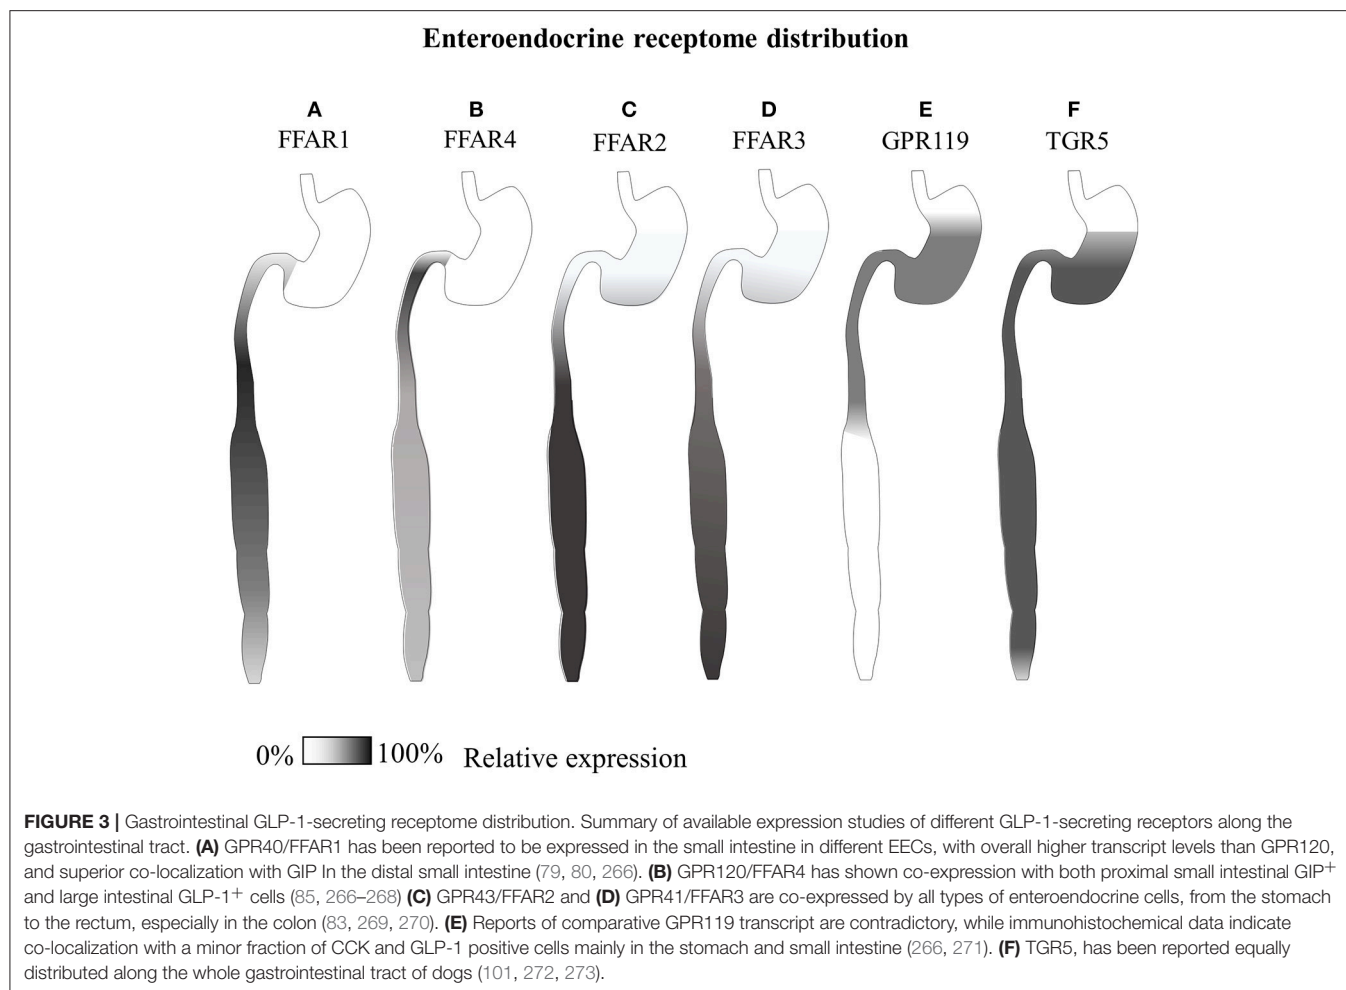 Enteroendocrine receptome distribution
A B C D E F
FFAR1 FFAR4 FFAR2 FFAR3 GPR119 TGR5
0% 100% Relative expression
FIGURE 3 | Gastrointestinal GLP-1-secreting receptome distribution. Summary of available expression studies of different GLP-1-secreting receptors along the
gastrointestinal tract. (A) GPR40/FFAR1 has been reported to be expressed in the small intestine in different EECs, with overall higher transcript levels than GPR120,
and superior co-localization with GIP In the distal small intestine (79, 80, 266). (B) GPR120/FFAR4 has shown co-expression with both proximal small intestinal GIP⁺
and large intestinal GLP-1⁺ cells (85, 266–268) (C) GPR43/FFAR2 and (D) GPR41/FFAR3 are co-expressed by all types of enteroendocrine cells, from the stomach
to the rectum, especially in the colon (83, 269, 270). (E) Reports of comparative GPR119 transcript are contradictory, while immunohistochemical data indicate
co-localization with a minor fraction of CCK and GLP-1 positive cells mainly in the stomach and small intestine (266, 271). (F) TGR5, has been reported equally
distributed along the whole gastrointestinal tract of dogs (101, 272, 273).